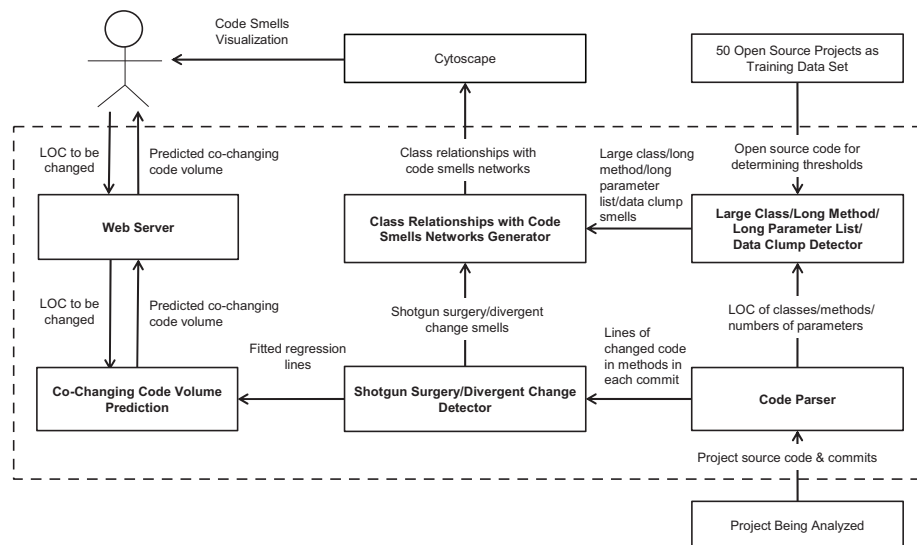 Code Smells
Visualization
Cytoscape
50 Open Source Projects as
Training Data Set
LOC to be
changed
Predicted co-changing
code volume
Class relationships with
code smells networks
Large class/long
method/long
parameter
list/data clump
smells
Open source code for
determining thresholds
Web Server
Class Relationships with Code
Smells Networks Generator
Large Class/Long Method/
Long Parameter List/
Data Clump Detector
LOC to be
changed
Predicted co-changing
code volume
Shotgun surgery/divergent
change smells
LOC of classes/methods/
numbers of parameters
Fitted regression
lines
Lines of
changed code
in methods in
each commit
Co-Changing Code Volume
Prediction
Shotgun Surgery/Divergent Change
Detector
Code Parser
Project source code & commits
Project Being Analyzed